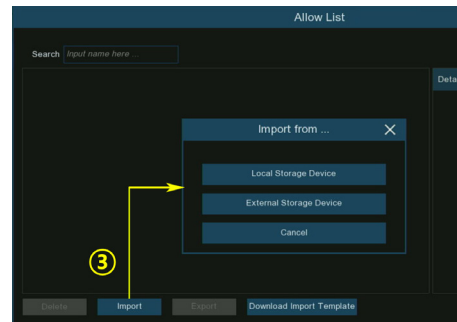 Allow List
Search Input name here ...
Deta
Import from ...
Local Storage Device
External Storage Device
Cancel
3
Delete Import Export Download Import Template